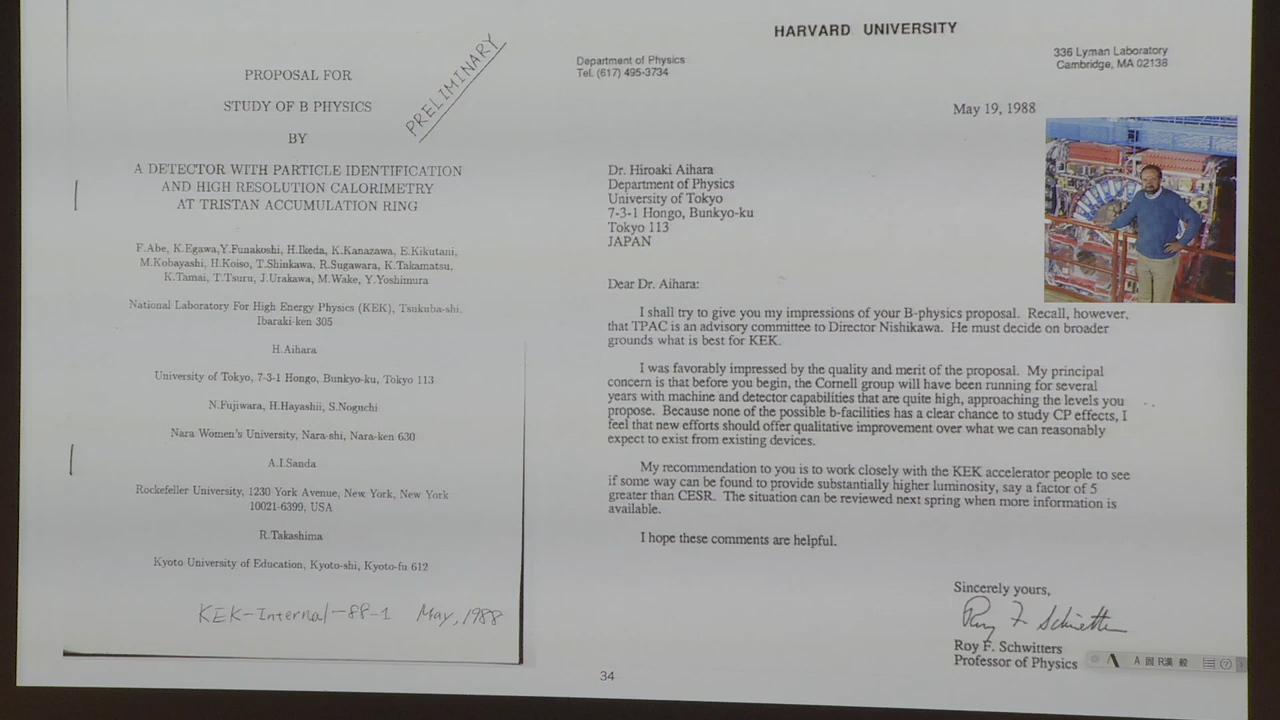 PROPOSAL FOR
STUDY OF B PHYSICS
BY
A DETECTOR WITH PARTICLE IDENTIFICATION
AND HIGH RESOLUTION CALORIMETRY
AT TRISTAN ACCUMULATION RING
PRELIMINARY
F.Abe, K.Egawa,Y.Funakoshi, H.Ikeda, K.Kanazawa, E.Kikutani,
M.Kobayashi, H.Koiso, T.Shinkawa, R.Sugawara, K.Takamatsu,
K.Tamai, T.Tsuru, J.Urakawa, M.Wake, Y.Yoshimura
National Laboratory For High Energy Physics (KEK), Tsukuba-shi,
Ibaraki-ken 305
H.Aihara
University of Tokyo, 7-3-1 Hongo, Bunkyo-ku, Tokyo 113
N.Fujiwara, H.Hayashii, S.Noguchi
Nara Women's University, Nara-shi, Nara-ken 630
A.I.Sanda
Rockefeller University, 1230 York Avenue, New York, New York
10021-6399, USA
R.Takashima
Kyoto University of Education, Kyoto-shi, Kyoto-fu 612
KEK-Internal-88-1 May, 1988
HARVARD UNIVERSITY
Department of Physics
Tel. (617) 495-3734
336 Lyman Laboratory
Cambridge, MA 02138
May 19, 1988
Dr. Hiroaki Aihara
Department of Physics
University of Tokyo
7-3-1 Hongo, Bunkyo-ku
Tokyo 113
JAPAN
Dear Dr. Aihara:
I shall try to give you my impressions of your B-physics proposal. Recall, however,
that TPAC is an advisory committee to Director Nishikawa. He must decide on broader
grounds what is best for KEK.
I was favorably impressed by the quality and merit of the proposal. My principal
concern is that before you begin, the Cornell group will have been running for several
years with machine and detector capabilities that are quite high, approaching the levels you
propose. Because none of the possible b-facilities has a clear chance to study CP effects, I
feel that new efforts should offer qualitative improvement over what we can reasonably
expect to exist from existing devices.
My recommendation to you is to work closely with the KEK accelerator people to see
if some way can be found to provide substantially higher luminosity, say a factor of 5
greater than CESR. The situation can be reviewed next spring when more information is
available.
I hope these comments are helpful.
Sincerely yours,
Roy F. Schwitters
Roy F. Schwitters
Professor of Physics
34
A 固 R漢 般